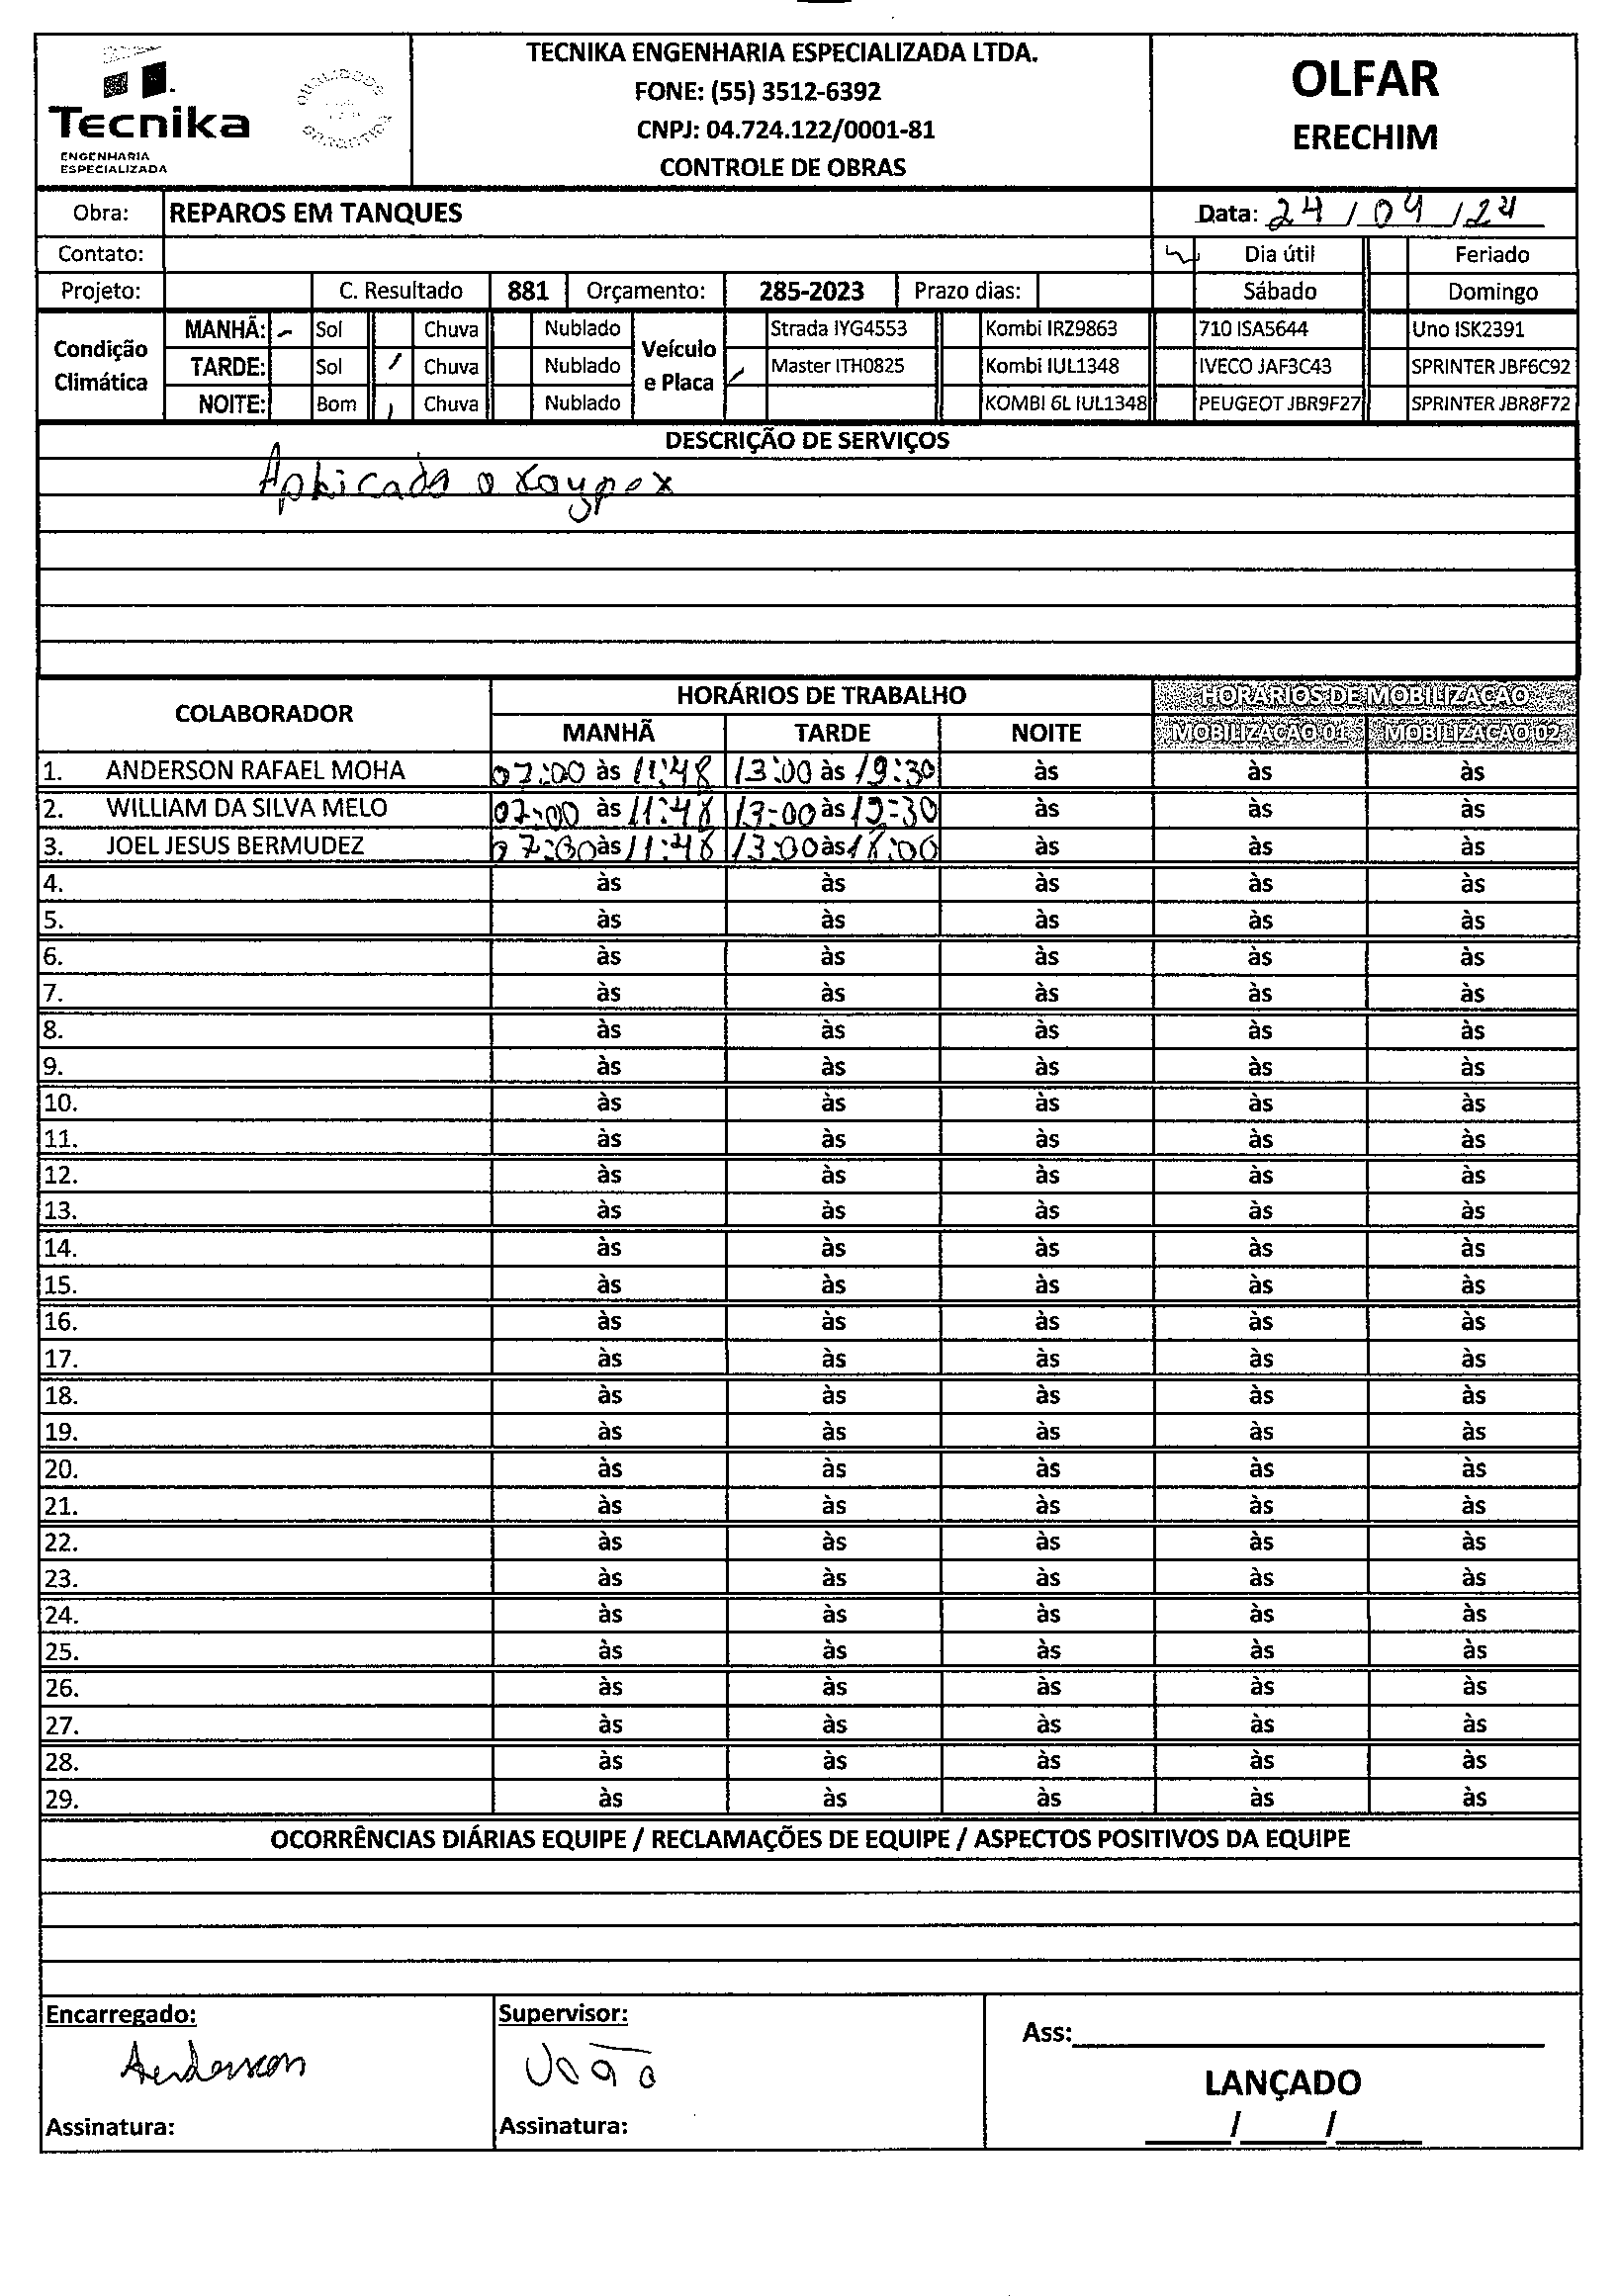 Tecnika
ENGENHARIA
ESPECIALIZADA
QUALIDADE
GARANTIDA
TECNIKA ENGENHARIA ESPECIALIZADA LTDA.
FONE: (55) 3512-6392
CNPJ: 04.724.122/0001-81
CONTROLE DE OBRAS
OLFAR
ERECHIM
Obra: REPAROS EM TANQUES Data: 24/04/24
Contato: Dia útil Feriado
Projeto: C. Resultado 881 Orçamento: 285-2023 Prazo dias: Sábado Domingo
Condição Climática Veículo e Placa
MANHÃ: - Sol Chuva Nublado Strada IYG4553 Kombi IRZ9863 710 ISA5644 Uno ISK2391
TARDE: Sol / Chuva Nublado Master ITH0825 Kombi IUL1348 IVECO JAF3C43 SPRINTER JBF6C92
NOITE: Bom Chuva Nublado KOMBI 6L IUL1348 PEUGEOT JBR9F27 SPRINTER JBR8F72
DESCRIÇÃO DE SERVIÇOS
Aplicado o
COLABORADOR HORÁRIOS DE TRABALHO HORÁRIOS DE MOBILIZAÇÃO
MANHÃ TARDE NOITE MOBILIZAÇÃO 01 MOBILIZAÇÃO 02
1. ANDERSON RAFAEL MOHA 07:00 às 11:48 13:00 às 19:30 às às às
2. WILLIAM DA SILVA MELO 07:00 às 11:48 13:00 às 19:30 às às às
3. JOEL JESUS BERMUDEZ 07:00 às 11:48 13:00 às 18:00 às às às
4. às às às às às
5. às às às às às
6. às às às às às
7. às às às às às
8. às às às às às
9. às às às às às
10. às às às às às
11. às às às às às
12. às às às às às
13. às às às às às
14. às às às às às
15. às às às às às
16. às às às às às
17. às às às às às
18. às às às às às
19. às às às às às
20. às às às às às
21. às às às às às
22. às às às às às
23. às às às às às
24. às às às às às
25. às às às às às
26. às às às às às
27. às às às às às
28. às às às às às
29. às às às às às
OCORRÊNCIAS DIÁRIAS EQUIPE / RECLAMAÇÕES DE EQUIPE / ASPECTOS POSITIVOS DA EQUIPE
Encarregado: Supervisor:
Ass:
Anderson João
LANÇADO
Assinatura: Assinatura:
/ /